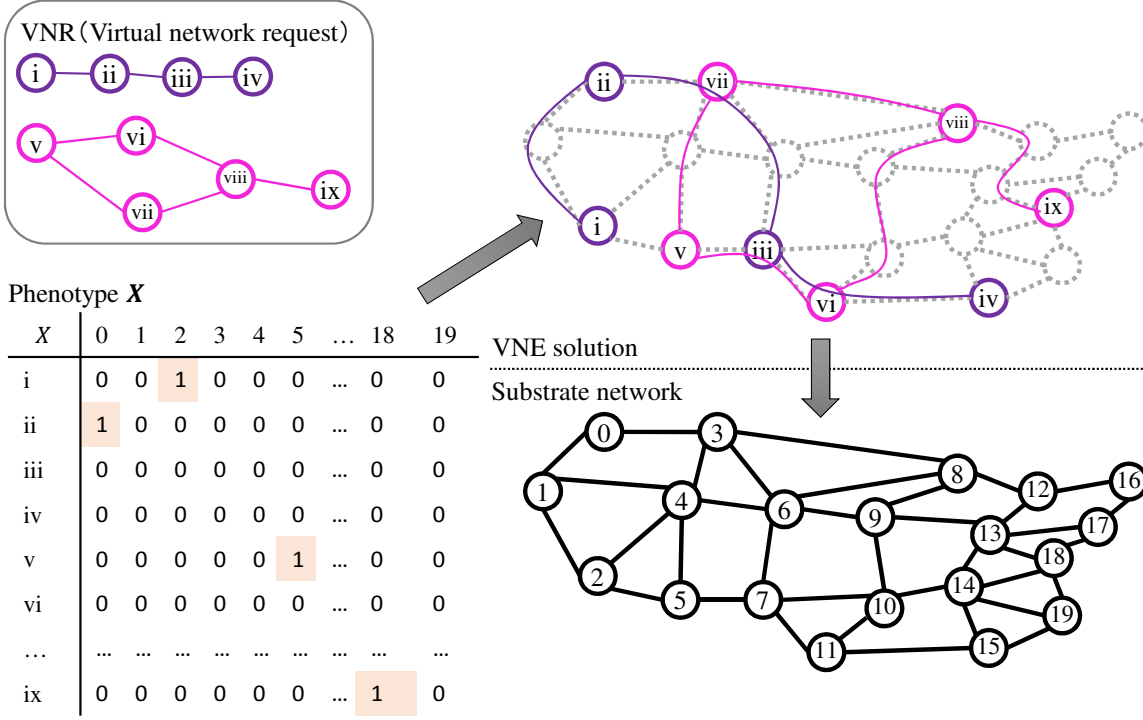 VNR（Virtual network request）
i ii iii iv
v vi vii viii ix
ii vii viii
i v iii vi ix iv
Phenotype X
X 0 1 2 3 4 5 … 18 19
i 0 0 1 0 0 0 … 0 0
ii 1 0 0 0 0 0 … 0 0
iii 0 0 0 0 0 0 … 0 0
iv 0 0 0 0 0 0 … 0 0
v 0 0 0 0 0 1 … 0 0
vi 0 0 0 0 0 0 … 0 0
… … … … … … … … … …
ix 0 0 0 0 0 0 … 1 0
VNE solution
Substrate network
0 3
1 4 6 8 9 12 16
13 17
2 5 7 10 14 18
11 15 19